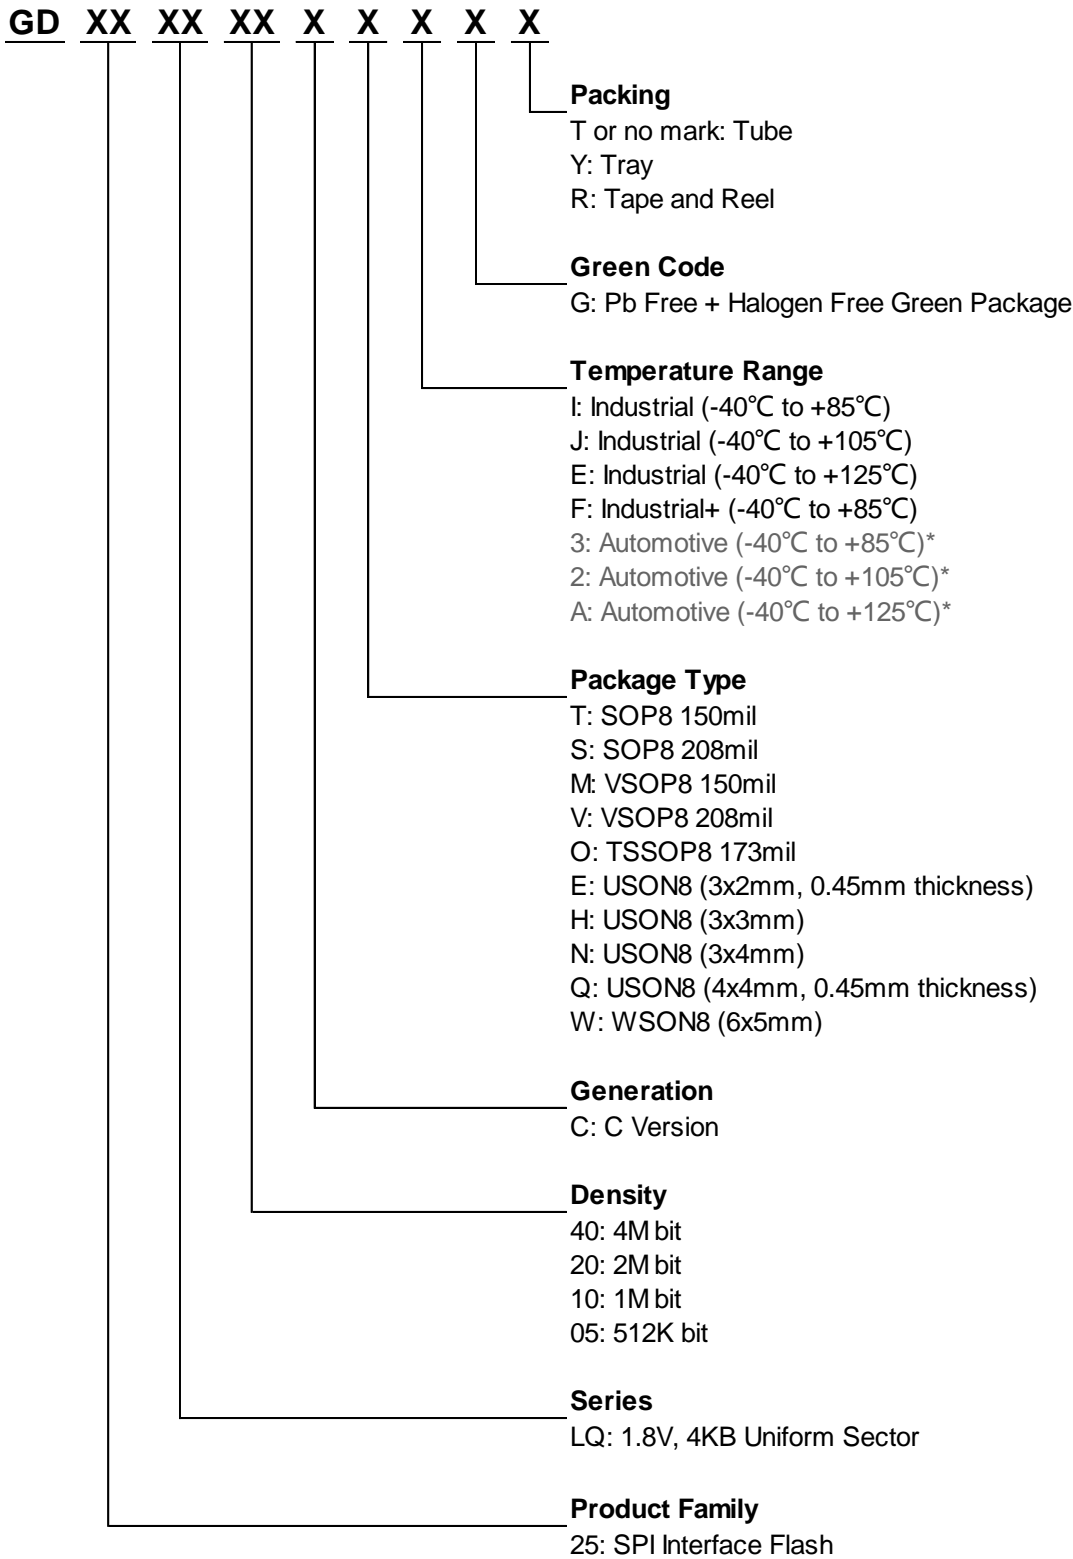 GD XX XX XX X X X X X
Packing
T or no mark: Tube
Y: Tray
R: Tape and Reel
Green Code
G: Pb Free + Halogen Free Green Package
Temperature Range
I: Industrial (-40℃ to +85℃)
J: Industrial (-40℃ to +105℃)
E: Industrial (-40℃ to +125℃)
F: Industrial+ (-40℃ to +85℃)
3: Automotive (-40℃ to +85℃)*
2: Automotive (-40℃ to +105℃)*
A: Automotive (-40℃ to +125℃)*
Package Type
T: SOP8 150mil
S: SOP8 208mil
M: VSOP8 150mil
V: VSOP8 208mil
O: TSSOP8 173mil
E: USON8 (3x2mm, 0.45mm thickness)
H: USON8 (3x3mm)
N: USON8 (3x4mm)
Q: USON8 (4x4mm, 0.45mm thickness)
W: WSON8 (6x5mm)
Generation
C: C Version
Density
40: 4M bit
20: 2M bit
10: 1M bit
05: 512K bit
Series
LQ: 1.8V, 4KB Uniform Sector
Product Family
25: SPI Interface Flash